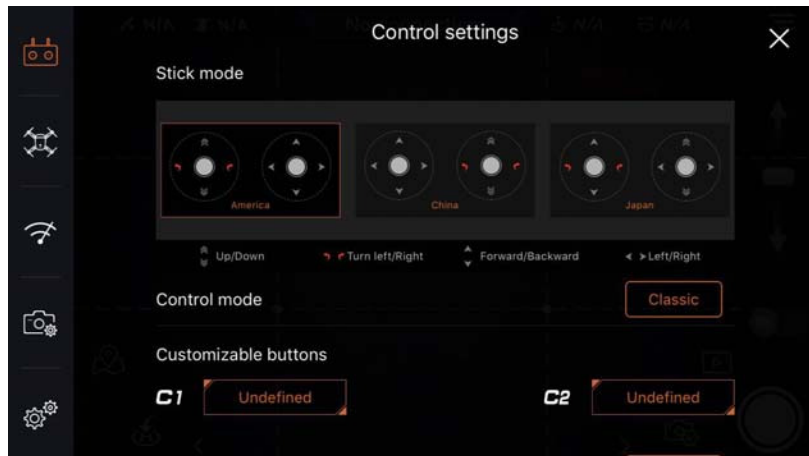 Control settings
Stick mode
America
China
Japan
Up/Down
Turn left/Right
Forward/Backward
Left/Right
Control mode
Classic
Customizable buttons
C1
Undefined
C2
Undefined